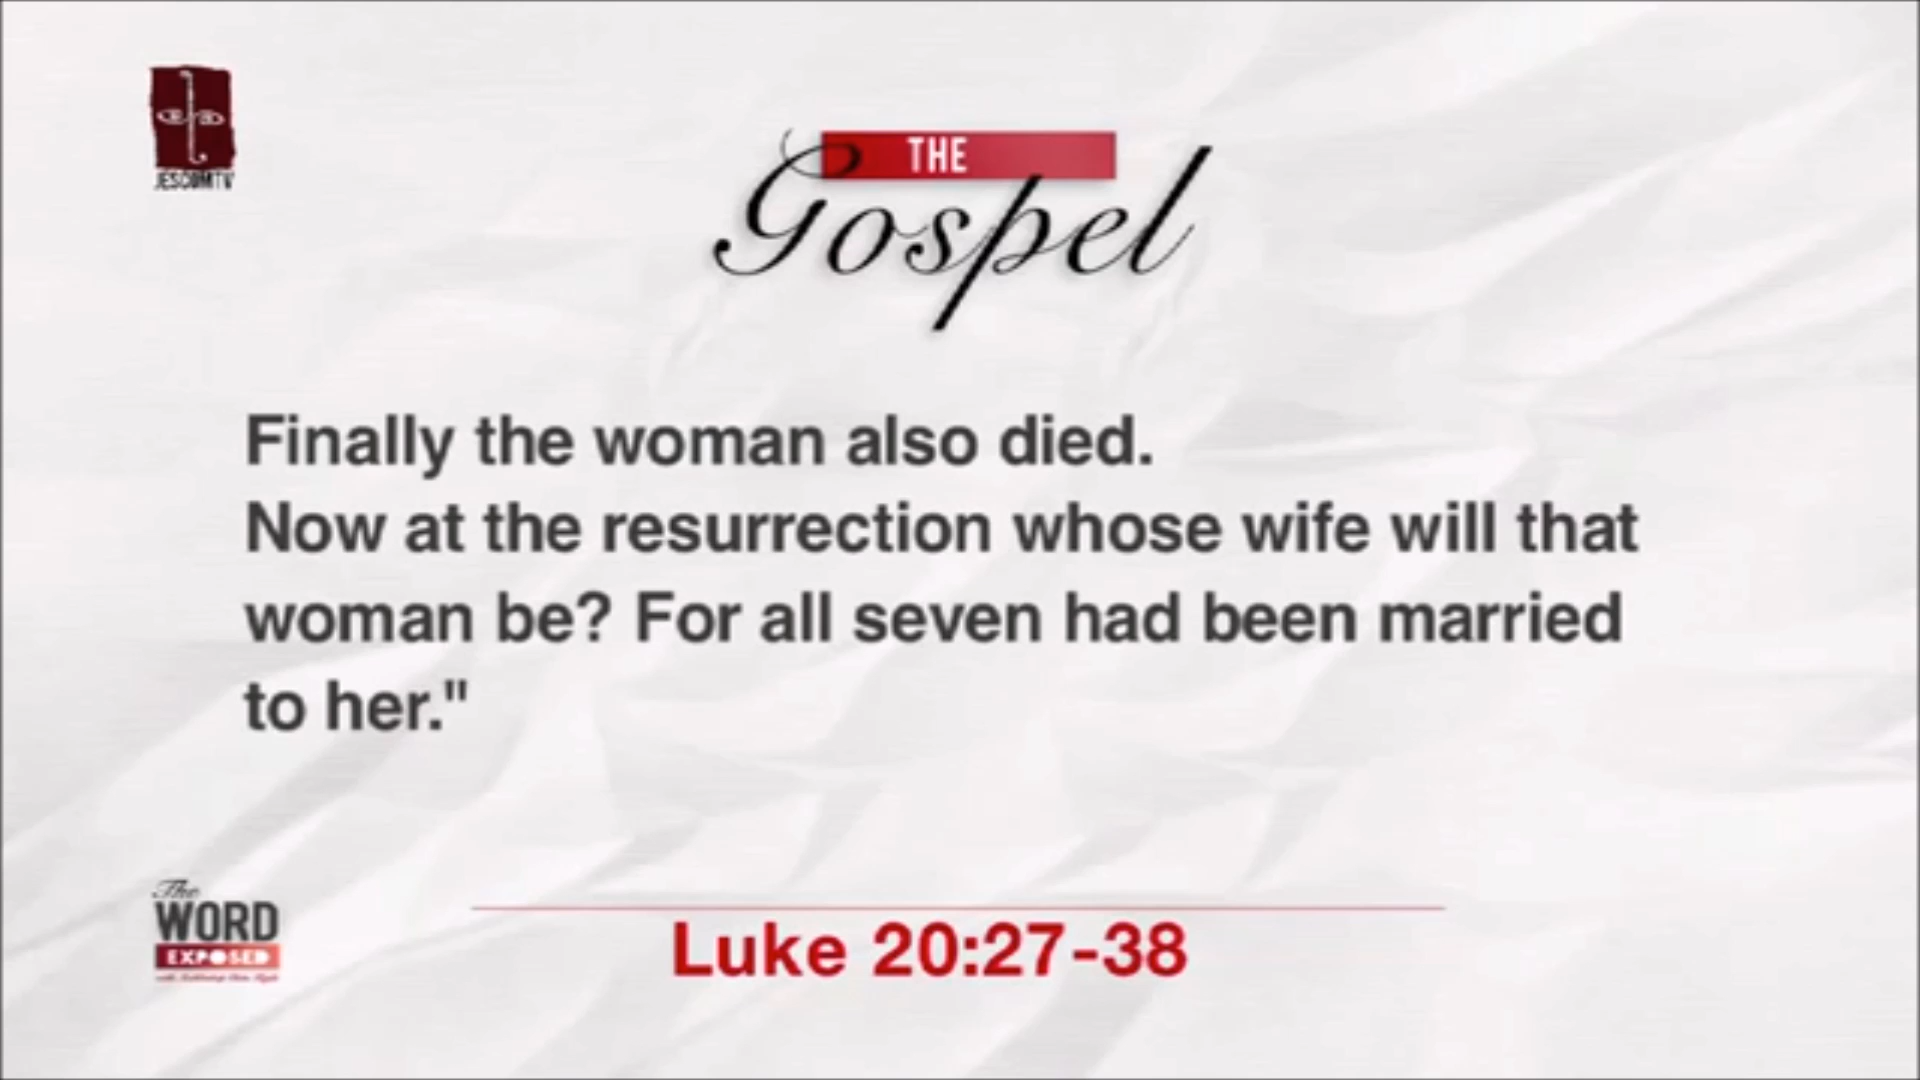 JESCOMTV
THE
Gospel
Finally the woman also died.
Now at the resurrection whose wife will that
woman be? For all seven had been married
to her."
The
WORD
EXPOSED
Luke 20:27-38